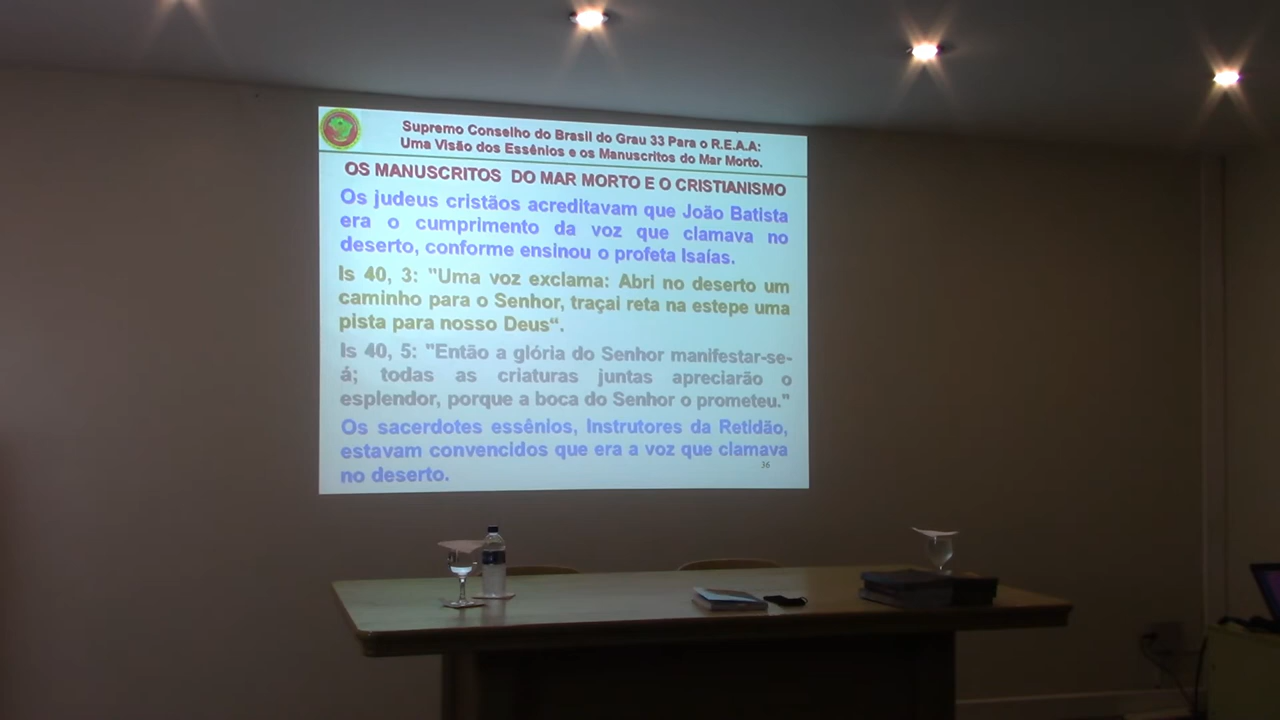 Supremo Conselho do Brasil do Grau 33 Para o R.E.A.A:
Uma Visão dos Essênios e os Manuscritos do Mar Morto.
OS MANUSCRITOS DO MAR MORTO E O CRISTIANISMO
Os judeus cristãos acreditavam que João Batista
era o cumprimento da voz que clamava no
deserto, conforme ensinou o profeta Isaías.
Is 40, 3: "Uma voz exclama: Abri no deserto um
caminho para o Senhor, traçai reta na estepe uma
pista para nosso Deus“.
Is 40, 5: "Então a glória do Senhor manifestar-se-
á; todas as criaturas juntas apreciarão o
esplendor, porque a boca do Senhor o prometeu."
Os sacerdotes essênios, Instrutores da Retidão,
estavam convencidos que era a voz que clamava
no deserto.
36